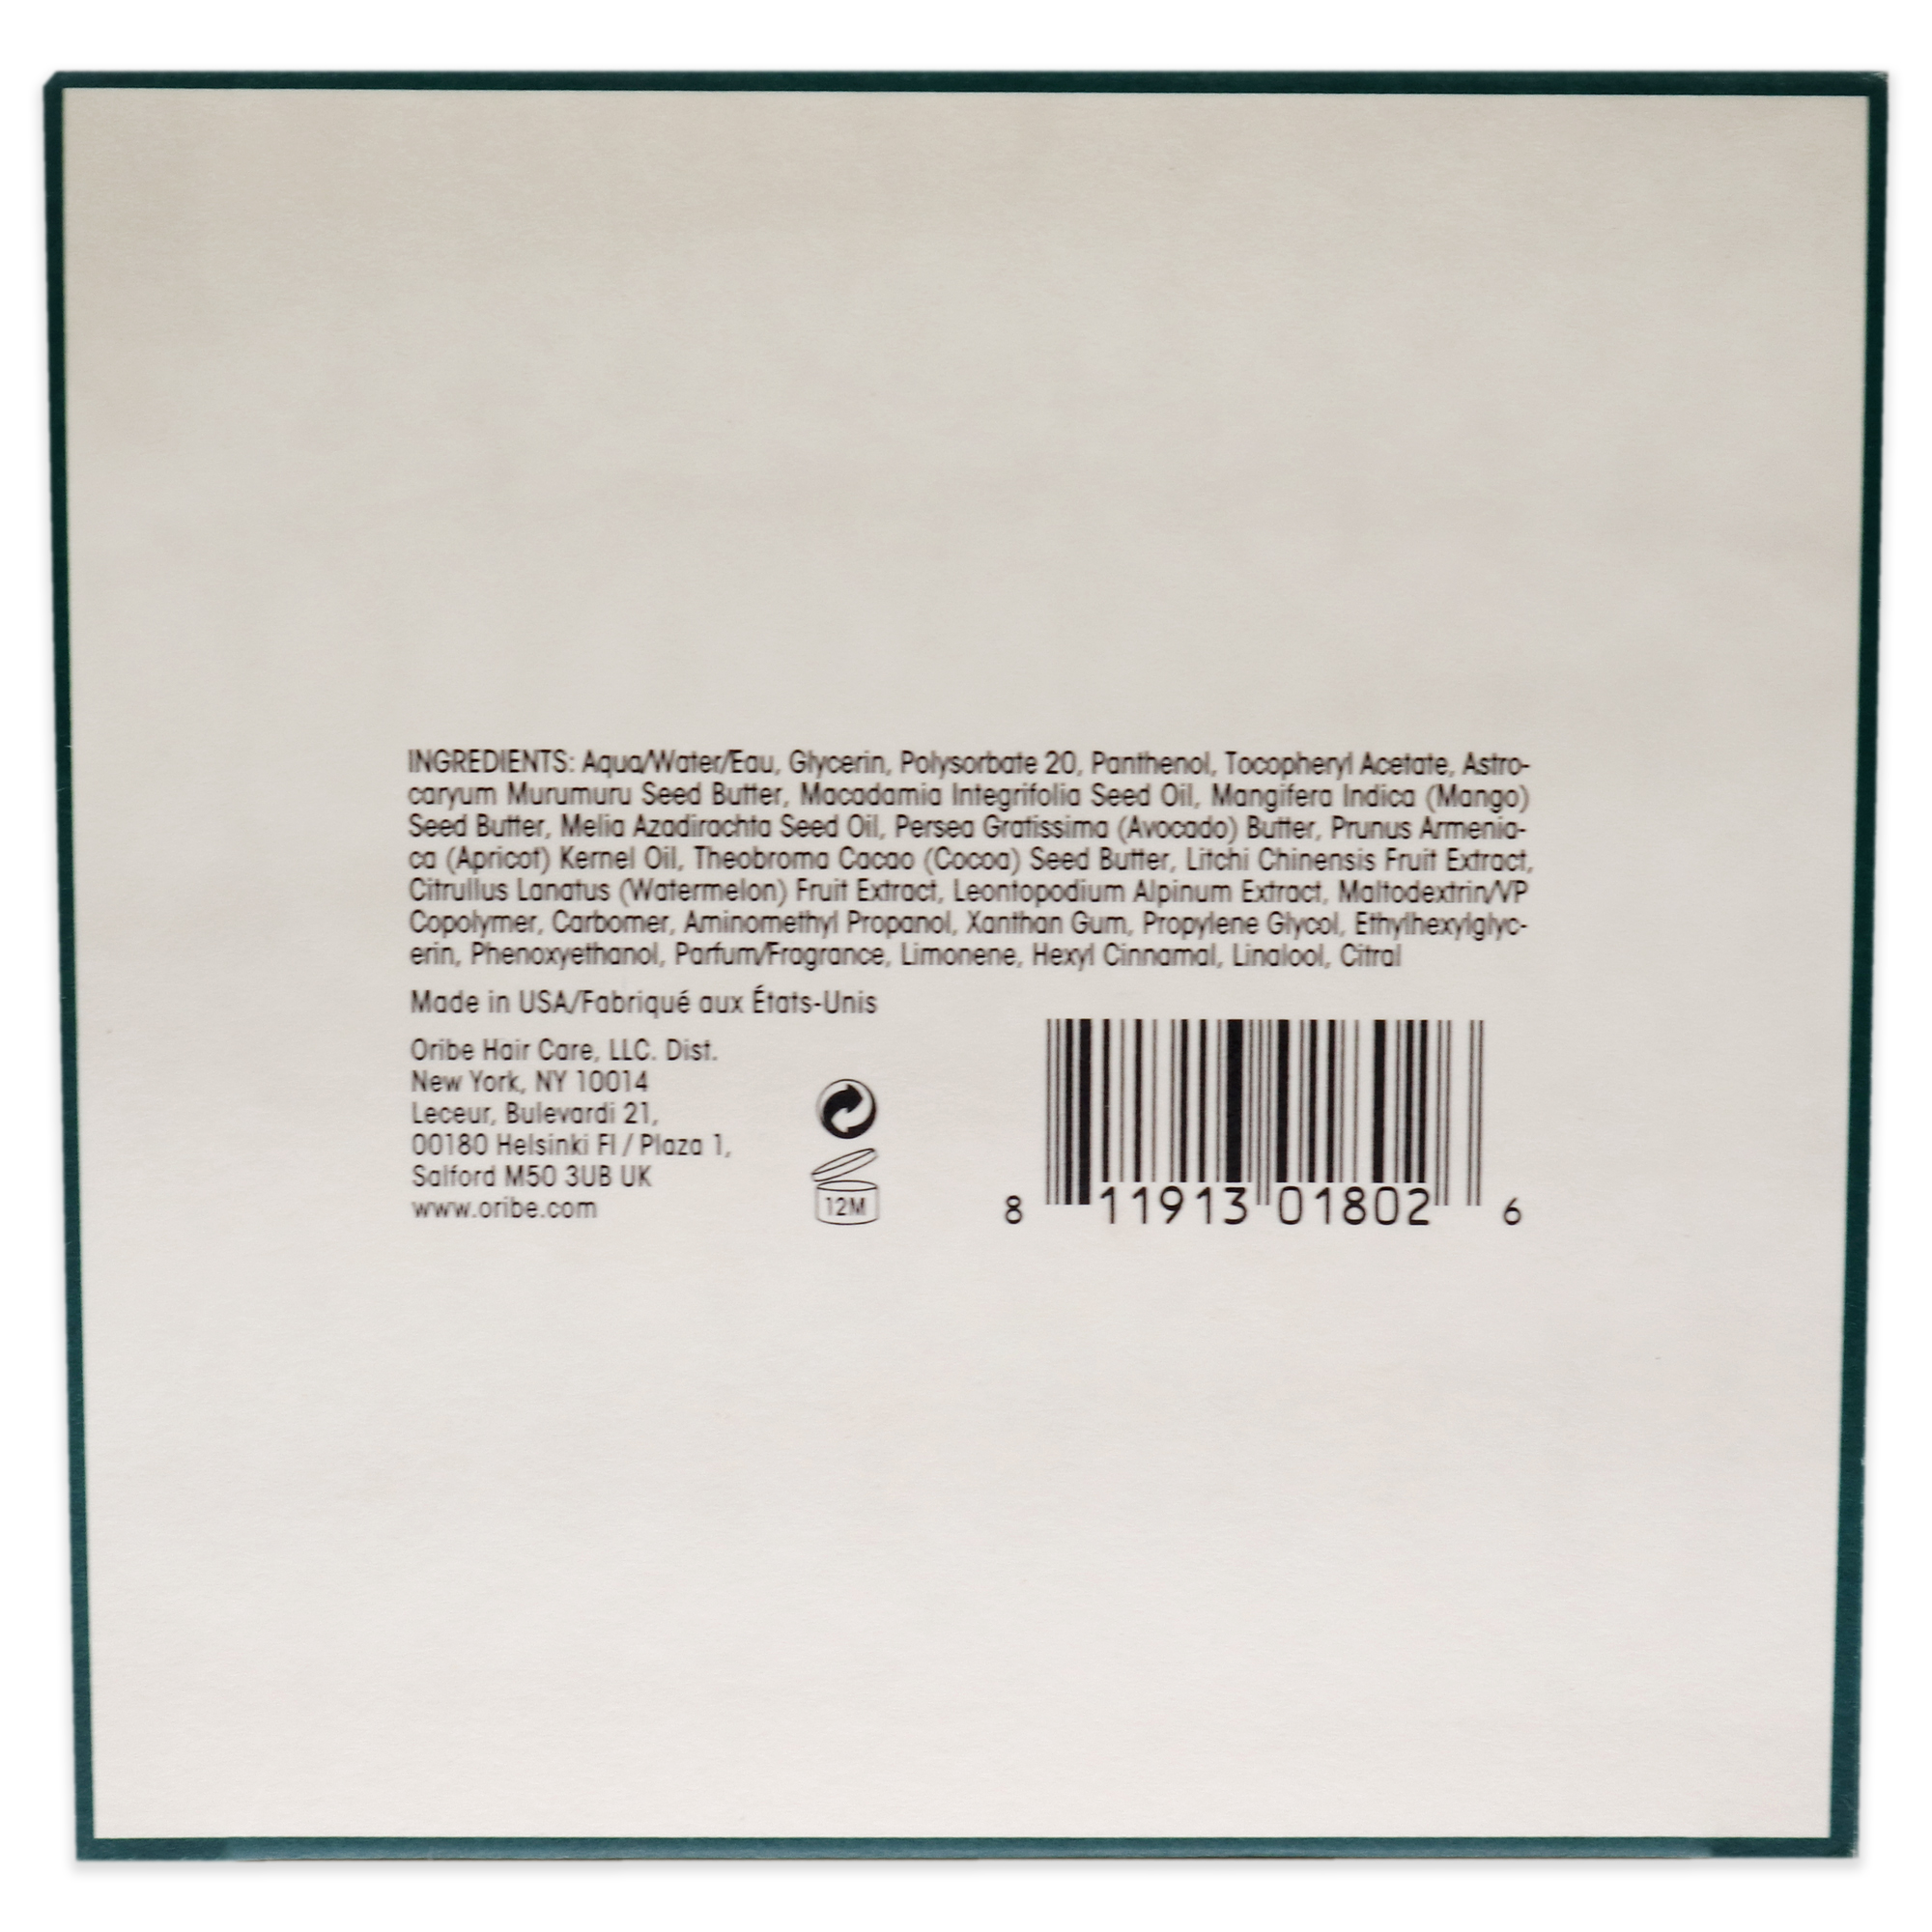 INGREDIENTS: Aqua/Water/Eau, Glycerin, Polysorbate 20, Panthenol, Tocopheryl Acetate, Astro-
caryum Murumuru Seed Butter, Macadamia Integrifolia Seed Oil, Mangifera Indica (Mango)
Seed Butter, Melia Azadirachta Seed Oil, Persea Gratissima (Avocado) Butter, Prunus Armenia-
ca (Apricot) Kernel Oil, Theobroma Cacao (Cocoa) Seed Butter, Litchi Chinensis Fruit Extract,
Citrullus Lanatus (Watermelon) Fruit Extract, Leontopodium Alpinum Extract, Maltodextrin/VP
Copolymer, Carbomer, Aminomethyl Propanol, Xanthan Gum, Propylene Glycol, Ethylhexylglyc-
erin, Phenoxyethanol, Parfum/Fragrance, Limonene, Hexyl Cinnamal, Linalool, Citral
Made in USA/Fabriqué aux États-Unis
Oribe Hair Care, LLC. Dist.
New York, NY 10014
Leceur, Bulevardi 21,
00180 Helsinki FI / Plaza 1,
Salford M50 3UB UK
www.oribe.com
12M
8 11913 01802 6